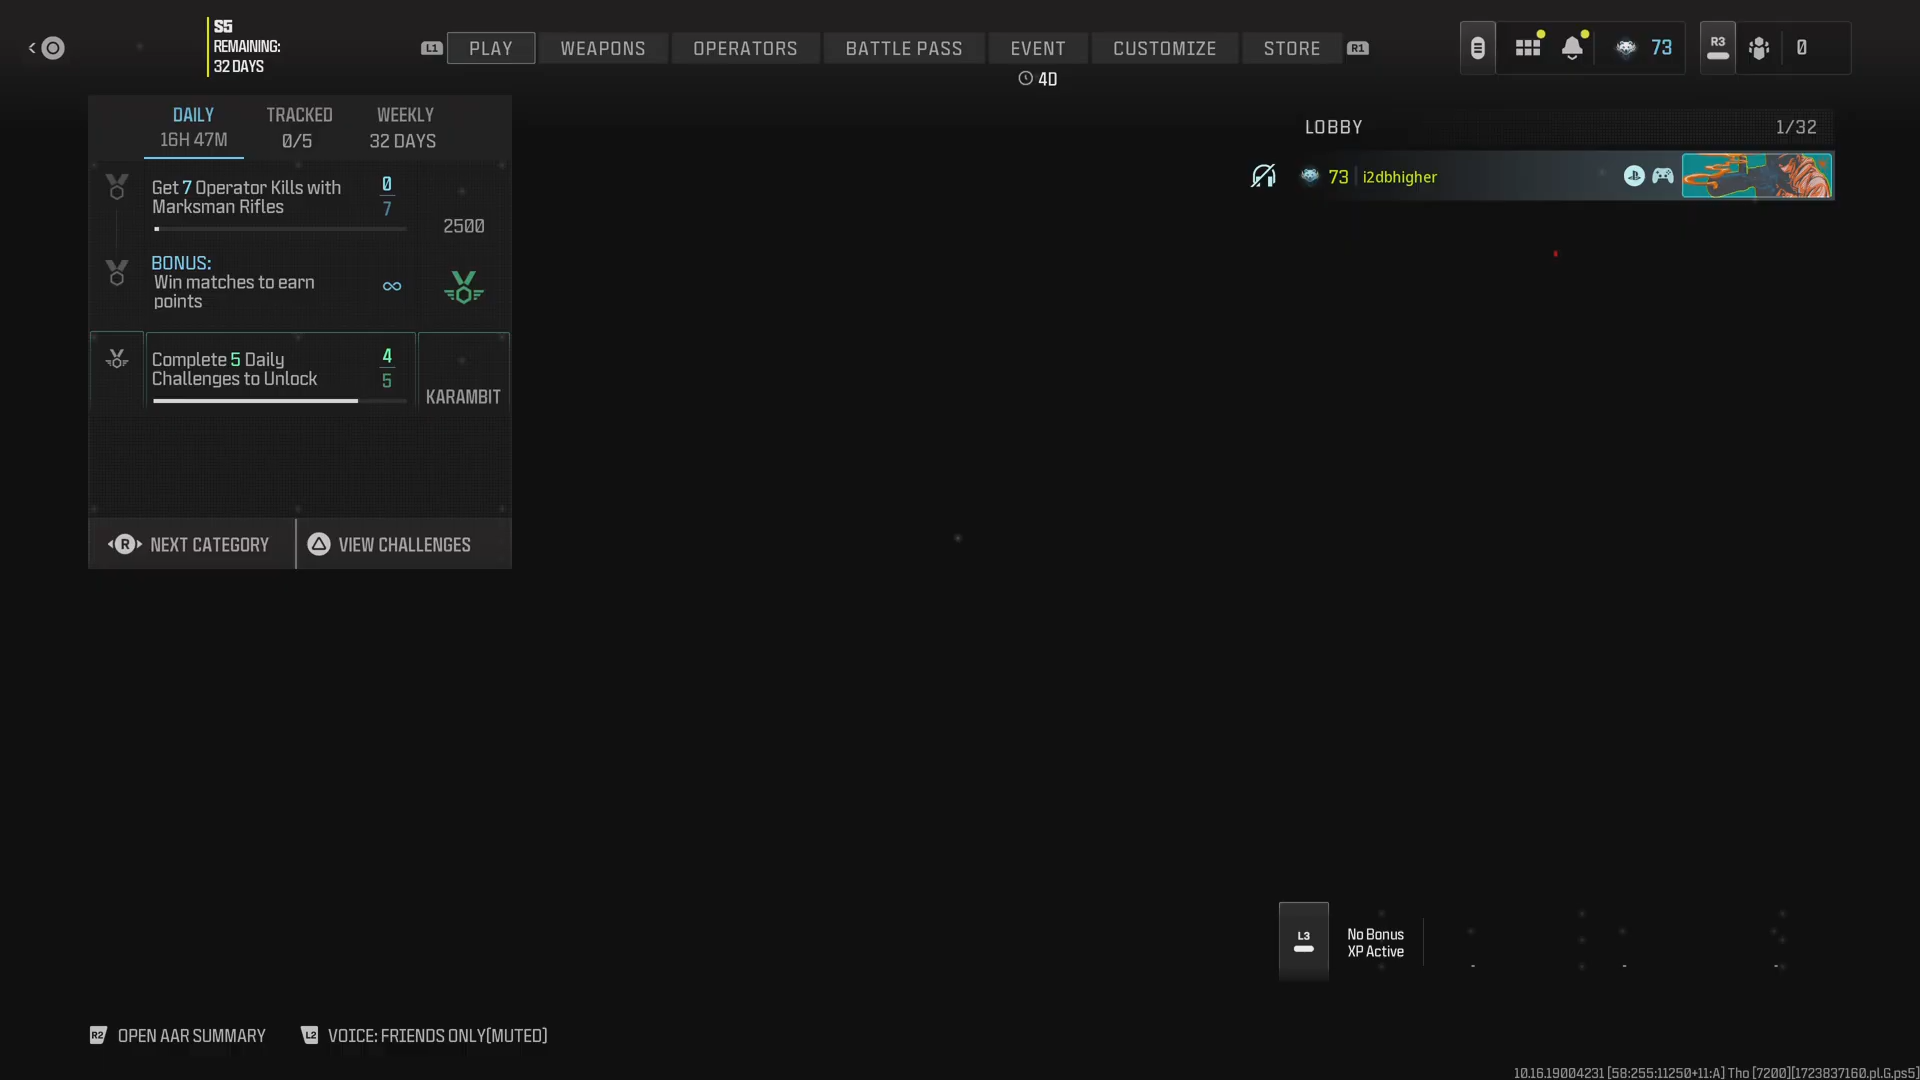 S5
REMAINING:
32 DAYS
L1
PLAY
WEAPONS
OPERATORS
BATTLE PASS
EVENT
CUSTOMIZE
STORE
R1
4D
73
R3
0
DAILY
16H 47M
TRACKED
0/5
WEEKLY
32 DAYS
Get 7 Operator Kills with
Marksman Rifles
0
7
2500
BONUS:
Win matches to earn
points
∞
Complete 5 Daily
Challenges to Unlock
4
5
KARAMBIT
R
NEXT CATEGORY
VIEW CHALLENGES
LOBBY
1/32
73
i2dbhigher
L3
No Bonus
XP Active
-
-
-
R2
OPEN AAR SUMMARY
L2
VOICE: FRIENDS ONLY(MUTED)
10.16.19004231 [58:255:11250+11:A] Tho [7200][1723837160.pl.G.ps5]